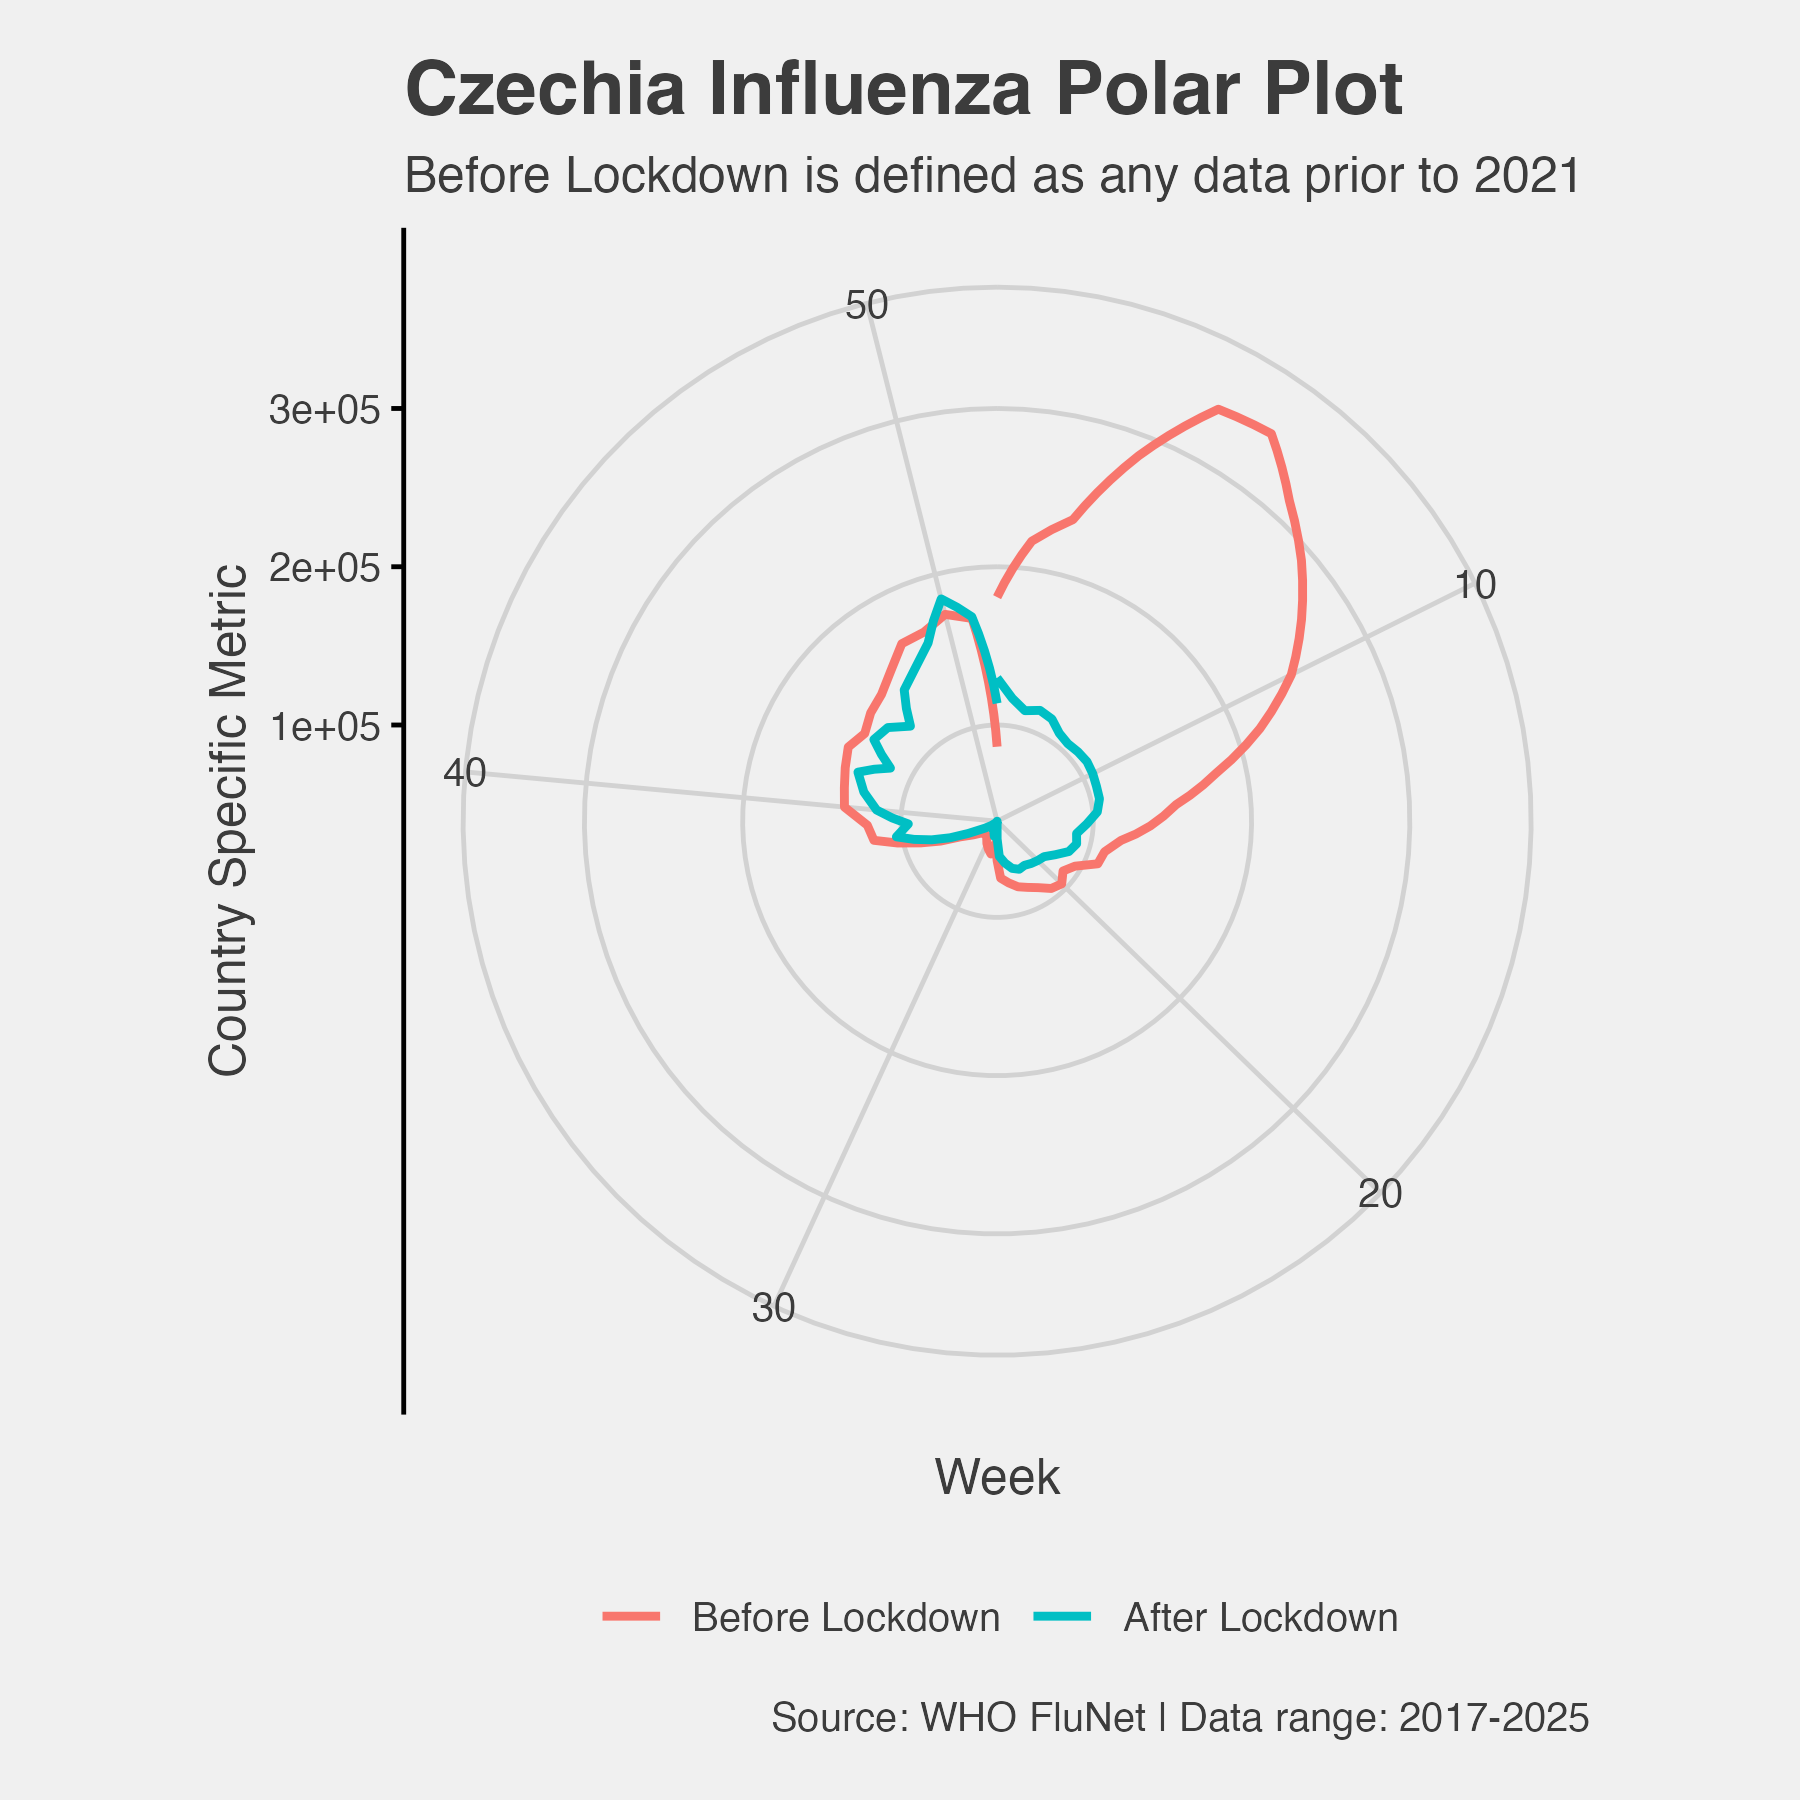 Czechia Influenza Polar Plot
Before Lockdown is defined as any data prior to 2021
50
3e+05
10
2e+05
1e+05
40
20
30
Country Specific Metric
Week
Before Lockdown After Lockdown
Source: WHO FluNet | Data range: 2017-2025